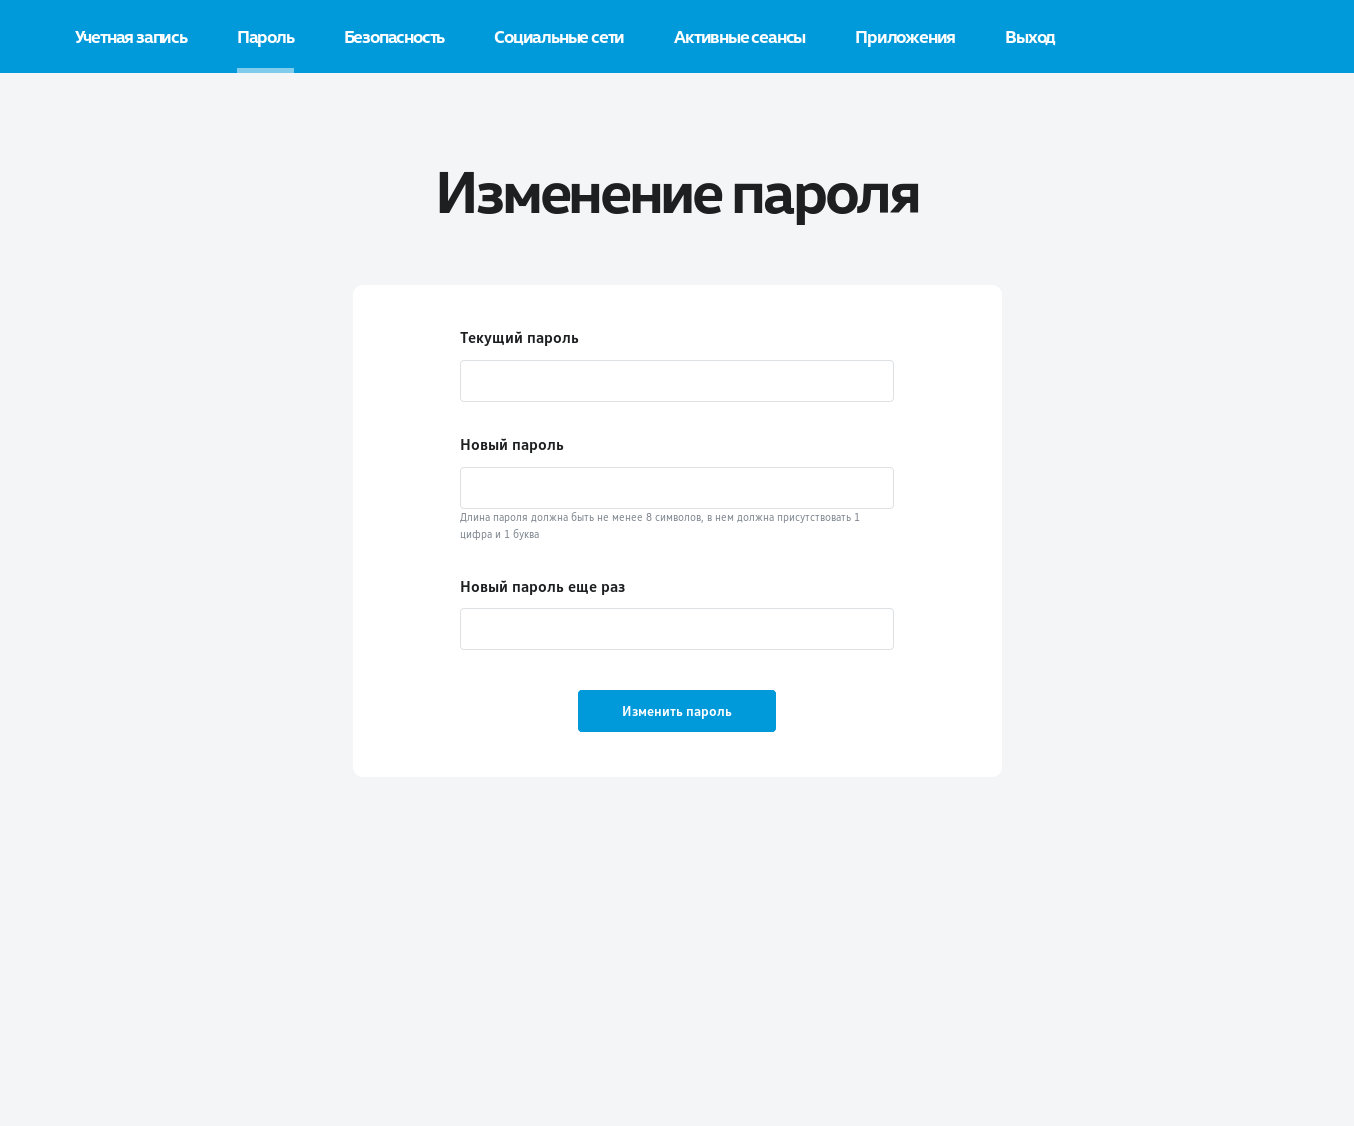 Учетная запись Пароль Безопасность Социальные сети Активные сеансы Приложения Выход
Изменение пароля
Текущий пароль
Новый пароль
Длина пароля должна быть не менее 8 символов, в нем должна присутствовать 1
цифра и 1 буква
Новый пароль еще раз
Изменить пароль